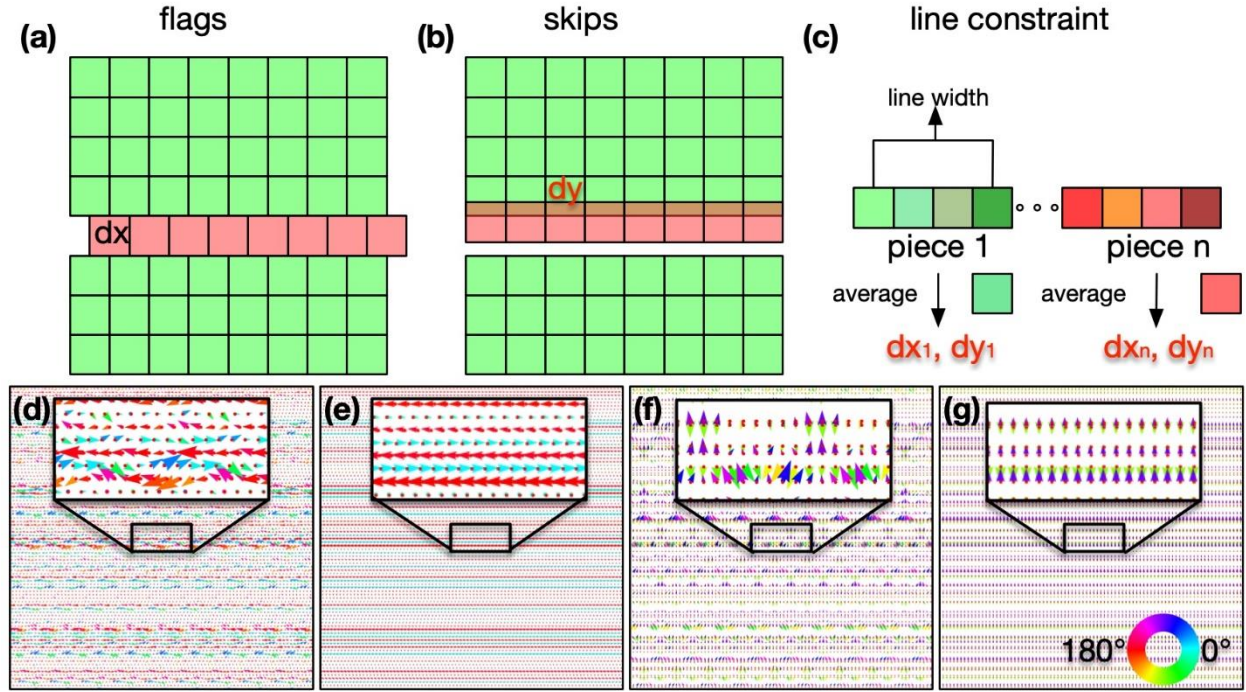 flags
skips
line constraint
(a)
(b)
(c)
line width
dx
dy
piece 1
piece n
average
average
dx₁, dy₁
dxₙ, dyₙ
(d)
(e)
(f)
(g)
180°
0°